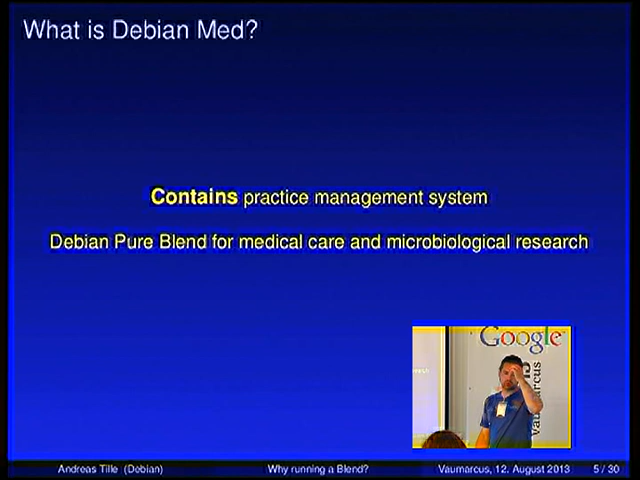 What is Debian Med?
Contains practice management system
Debian Pure Blend for medical care and microbiological research
Google
Vaumarcus
Andreas Tille (Debian) Why running a Blend? Vaumarcus, 12. August 2013 5 / 30